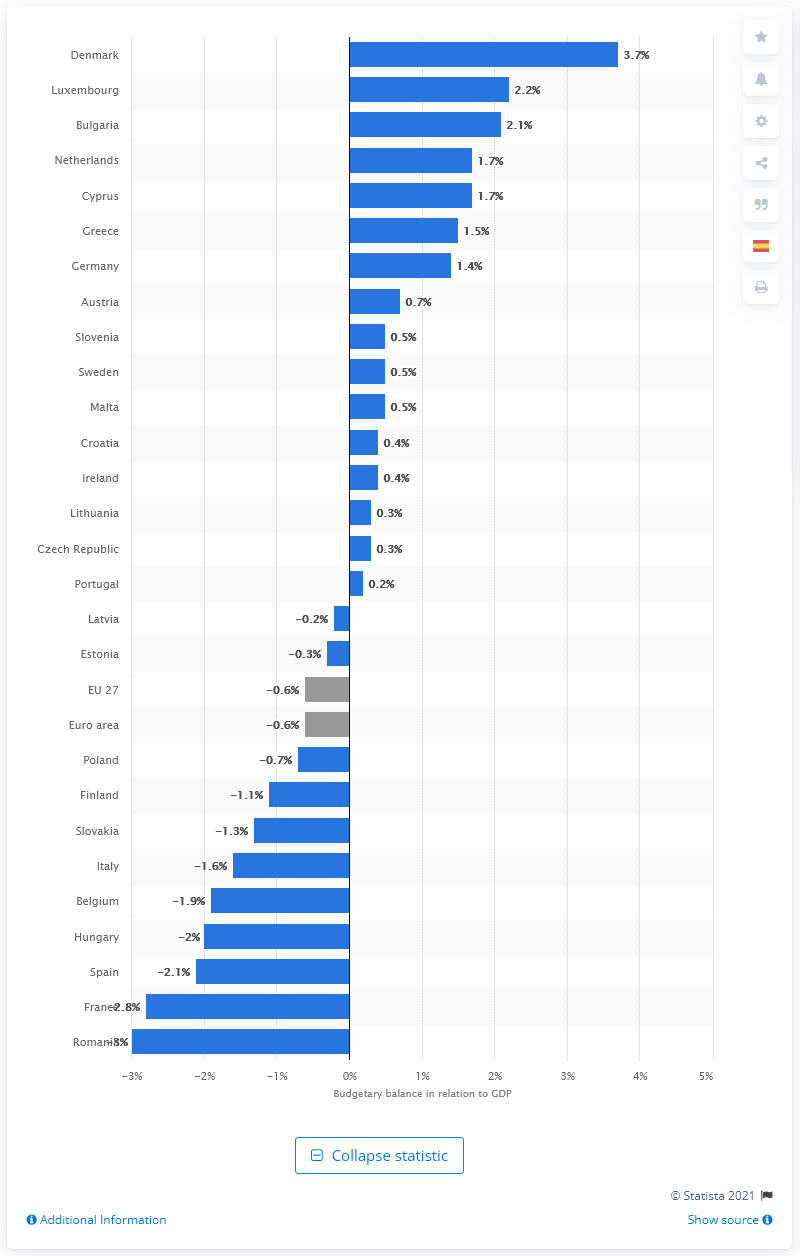 Denmark 3.7%
Luxembourg 2.2%
Bulgaria 2.1%
Netherlands 1.7%
Cyprus 1.7%
Greece 1.5%
Germany 1.4%
Austria 0.7%
Slovenia 0.5%
Sweden 0.5%
Malta 0.5%
Croatia 0.4%
Ireland 0.4%
Lithuania 0.3%
Czech Republic 0.3%
Portugal 0.2%
Latvia −0.2%
Estonia −0.3%
EU 27 −0.6%
Euro area −0.6%
Poland −0.7%
Finland −1.1%
Slovakia −1.3%
Italy −1.6%
Belgium −1.9%
Hungary −2%
Spain −2.1%
France −2.8%
Romania −3%
−3% −2% −1% 0% 1% 2% 3% 4% 5%
Budgetary balance in relation to GDP
Collapse statistic
© Statista 2021
Additional Information Show source